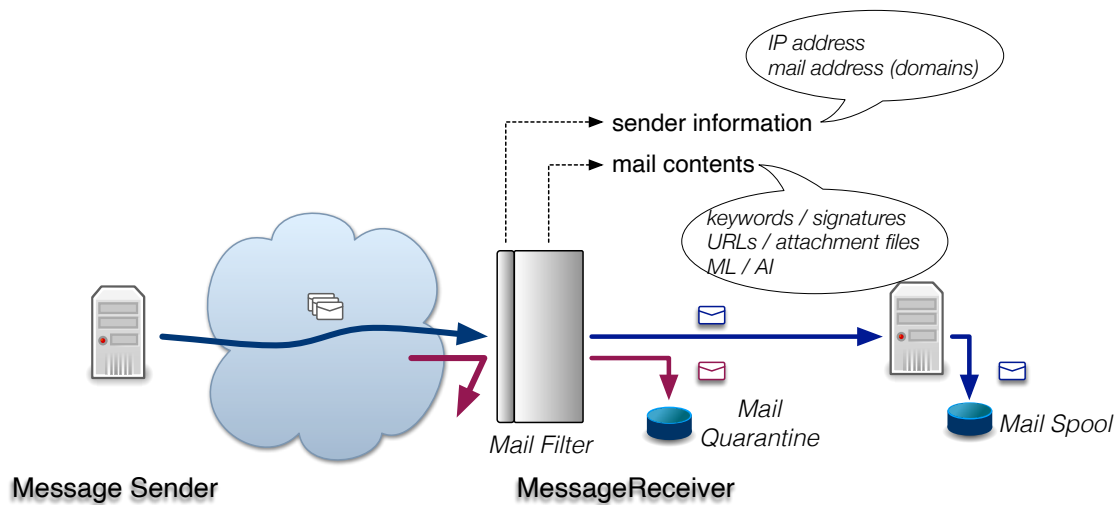 IP address
mail address (domains)
sender information
mail contents
keywords / signatures
URLs / attachment files
ML / AI
Mail Filter
Mail
Quarantine
Mail Spool
Message Sender
MessageReceiver